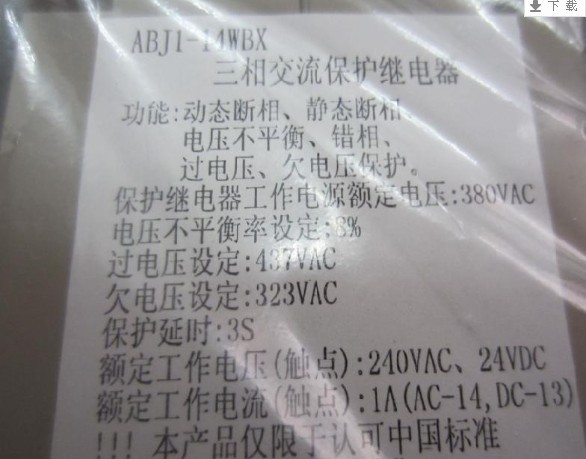 下载
ABJ1-14WBX
三相交流保护继电器
功能:动态断相、静态断相、
电压不平衡、错相、
过电压、欠电压保护。
保护继电器工作电源额定电压:380VAC
电压不平衡率设定:8%
过电压设定:437VAC
欠电压设定:323VAC
保护延时:3S
额定工作电压(触点):240VAC、24VDC
额定工作电流(触点):1A(AC-14,DC-13)
!!! 本产品仅限于认可中国标准